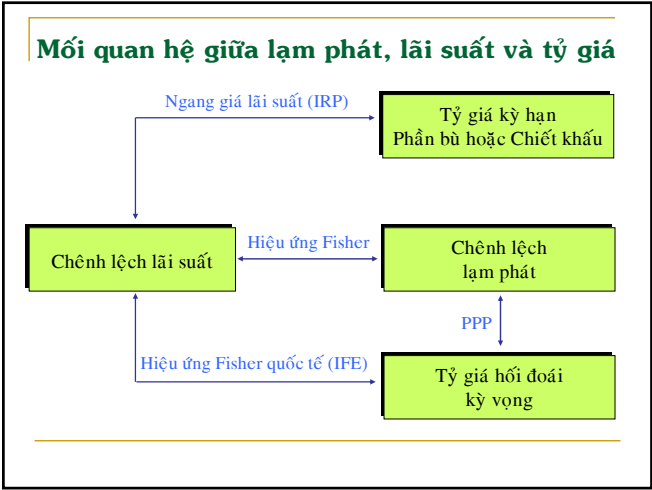 Mối quan hệ giữa lạm phát, lãi suất và tỷ giá
Ngang giá lãi suất (IRP)
Tỷ giá kỳ hạn
Phần bù hoặc Chiết khấu
Chênh lệch lãi suất
Hiệu ứng Fisher
Chênh lệch
lạm phát
PPP
Hiệu ứng Fisher quốc tế (IFE)
Tỷ giá hối đoái
kỳ vọng